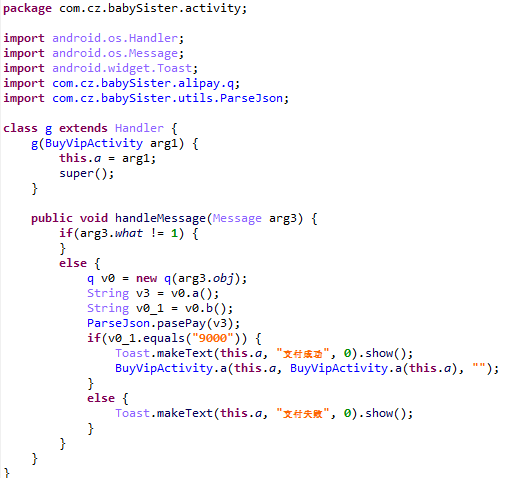 package com.cz.babySister.activity;
import android.os.Handler;
import android.os.Message;
import android.widget.Toast;
import com.cz.babySister.alipay.q;
import com.cz.babySister.utils.ParseJson;
class g extends Handler {
g(BuyVipActivity arg1) {
this.a = arg1;
super();
}
public void handleMessage(Message arg3) {
if(arg3.what != 1) {
}
else {
q v0 = new q(arg3.obj);
String v3 = v0.a();
String v0_1 = v0.b();
ParseJson.pasePay(v3);
if(v0_1.equals("9000")) {
Toast.makeText(this.a, "支付成功", 0).show();
BuyVipActivity.a(this.a, BuyVipActivity.a(this.a), "");
}
else {
Toast.makeText(this.a, "支付失败", 0).show();
}
}
}
}